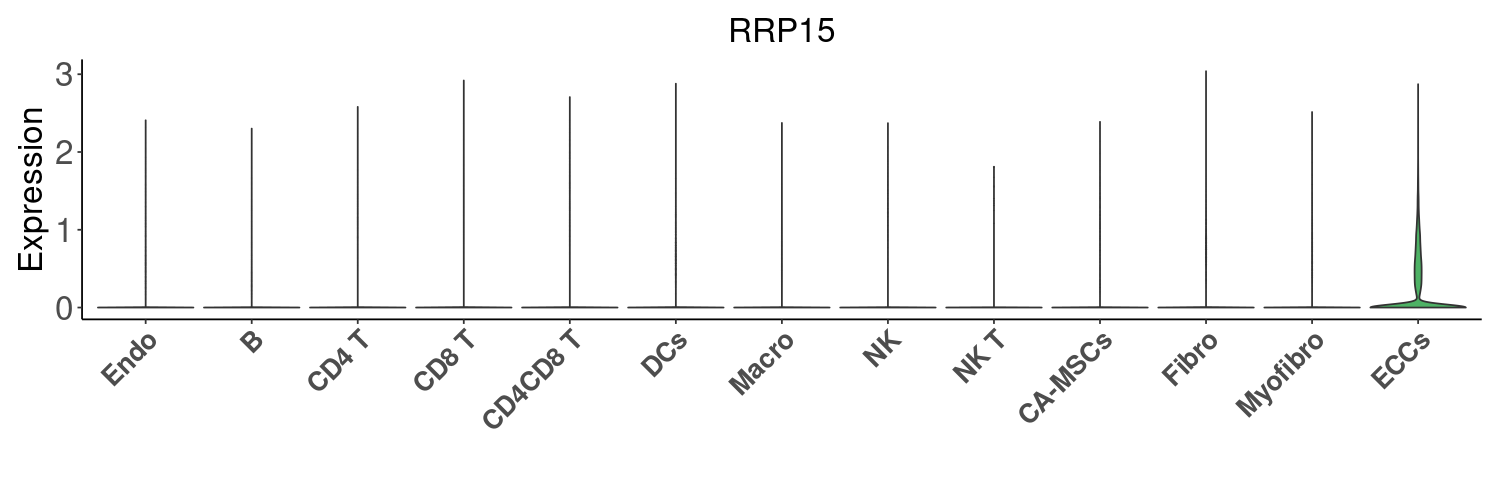 RRP15
Expression
3
2
1
0
Endo
B
CD4 T
CD8 T
CD4CD8 T
DCs
Macro
NK
NK T
CA-MSCs
Fibro
Myofibro
ECCs